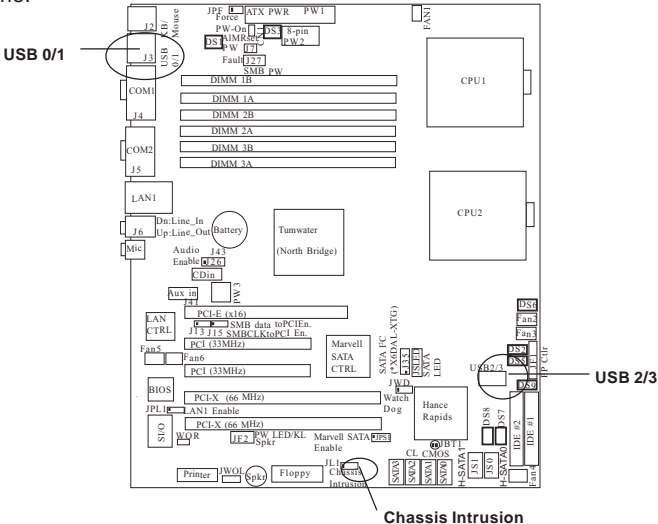 USB 0/1
USB 2/3
Chassis Intrusion
J2
KB/
Mouse
J3
USB
0/1
JPF
Force
PW-On
ATX PWR
PW1
DS1
AIMRsec
PW
DS3
8-pin
PW2
J7
Fault
J27
SMB PW
FAN1
COM1
J4
COM2
J5
LAN1
J6
Mic
DIMM 1B
DIMM 1A
DIMM 2B
DIMM 2A
DIMM 3B
DIMM 3A
CPU1
CPU2
Dn:Line_In
Up:Line_Out
Battery
Tumwater
(North Bridge)
Audio
Enable
J43
J26
CDin
Aux in
J41
PW3
PCI-E (x16)
LAN
CTRL
SMB data toPCIEn.
J13 J15 SMBCLKtoPCI En.
PCI (33MHz)
Fan5
Fan6
PCI (33MHz)
Marvell
SATA
CTRL
SATA FC
(*X6DAL-XTG)
J35
SATA
LED
DS6
Fan2
Fan3
DS2
JF1
FP Ctlr
USB2/3
DS9
BIOS
PCI-X (66 MHz)
JPL1
LAN1 Enable
PCI-X (66 MHz)
SI/O
WOR
JF2
PW LED/KL
Spkr
Marvell SATA
Enable
JPS1
JWD
Watch
Dog
Hance
Rapids
JBT1
CL CMOS
DS8
DS7
IDE #2
IDE #1
Printer
JWOL
Spkr
Floppy
JL1
Chassis
Intrusion
SATA3
SATA2
SATA1
SATA0
H-SATA1
JS1
JS0
H-SATA0
Fan4